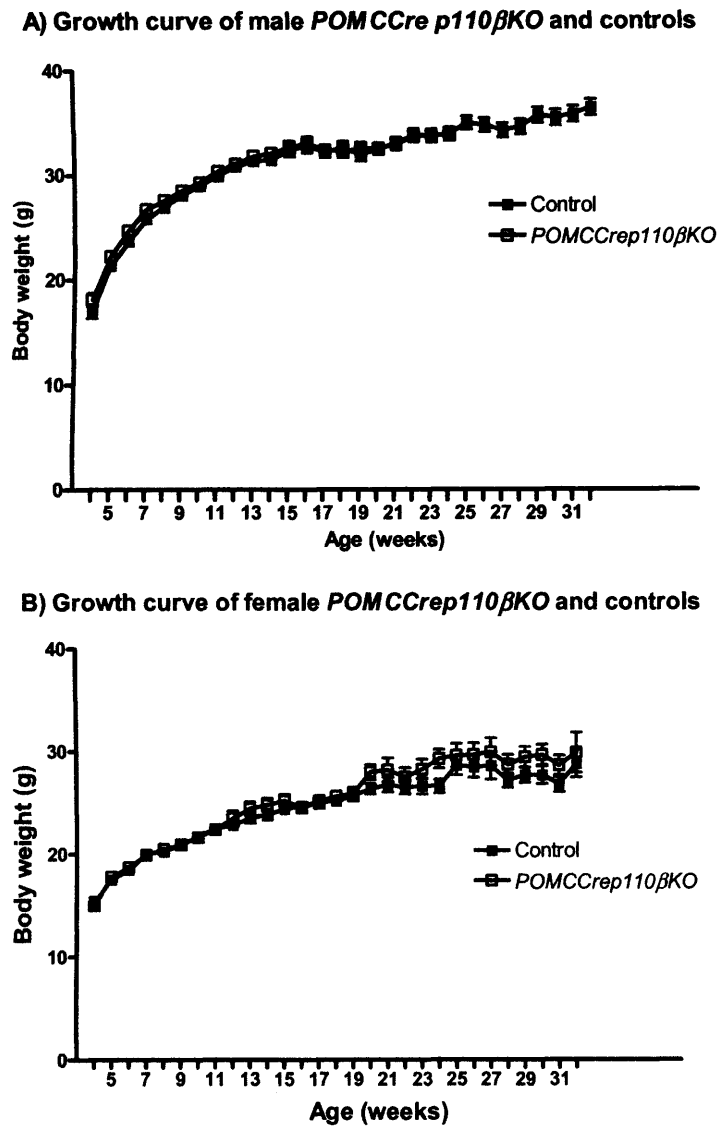 A) Growth curve of male POMCCre p110βKO and controls
40
30
20
10
0
Body weight (g)
Control
POMCCrep110βKO
5 7 9 11 13 15 17 19 21 23 25 27 29 31
Age (weeks)
B) Growth curve of female POMCCrep110βKO and controls
40
30
20
10
0
Body weight (g)
Control
POMCCrep110βKO
5 7 9 11 13 15 17 19 21 23 25 27 29 31
Age (weeks)